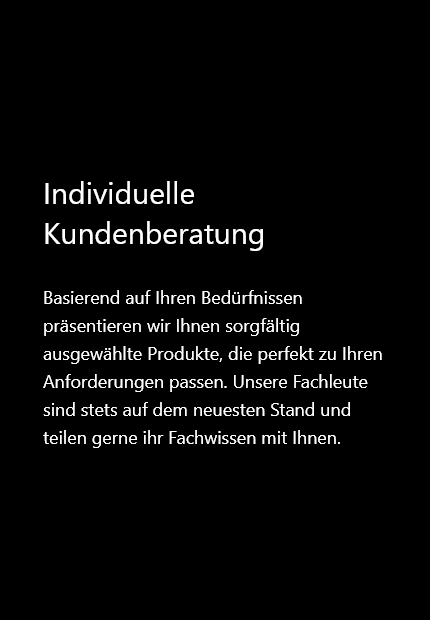 Individuelle
Kundenberatung
Basierend auf Ihren Bedürfnissen
präsentieren wir Ihnen sorgfältig
ausgewählte Produkte, die perfekt zu Ihren
Anforderungen passen. Unsere Fachleute
sind stets auf dem neuesten Stand und
teilen gerne ihr Fachwissen mit Ihnen.